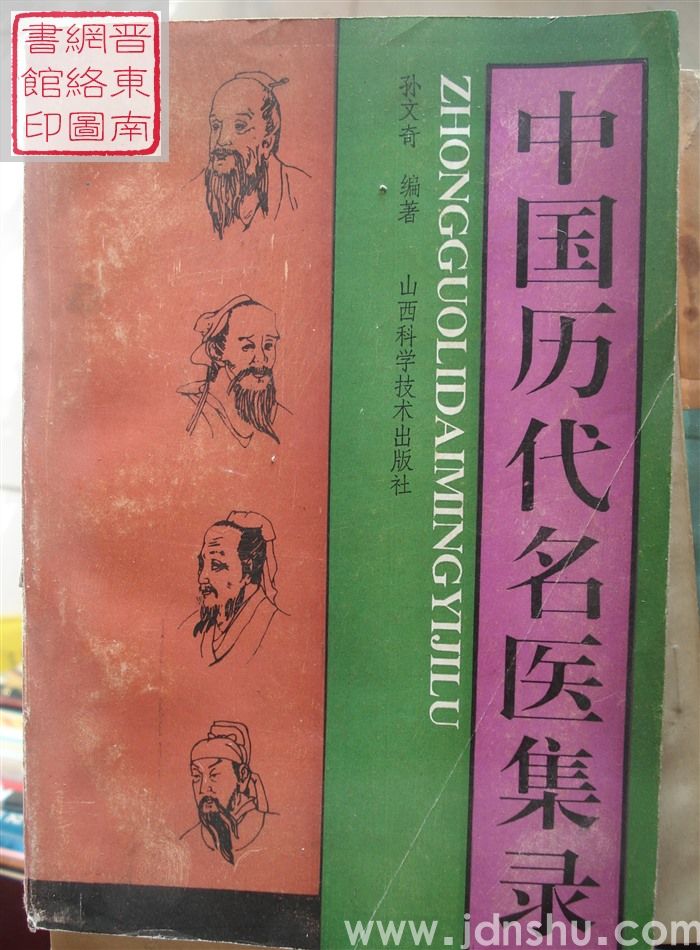 晋東南
網絡圖
書館印
中国历代名医集录
ZHONGGUOLIDAIMINGYIJILU
孙文奇 编著 山西科学技术出版社
www.jdnshu.com